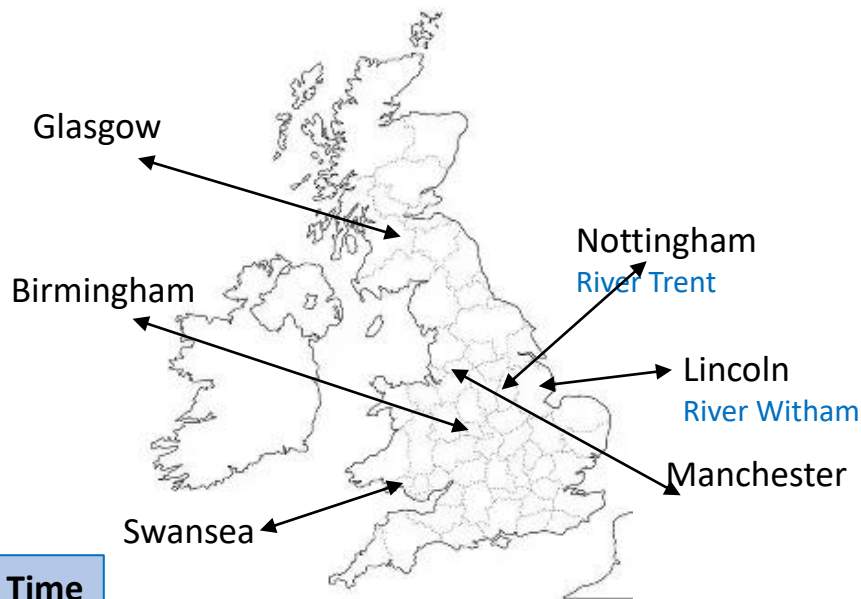 Glasgow
Nottingham
River Trent
Birmingham
Lincoln
River Witham
Manchester
Swansea
Time